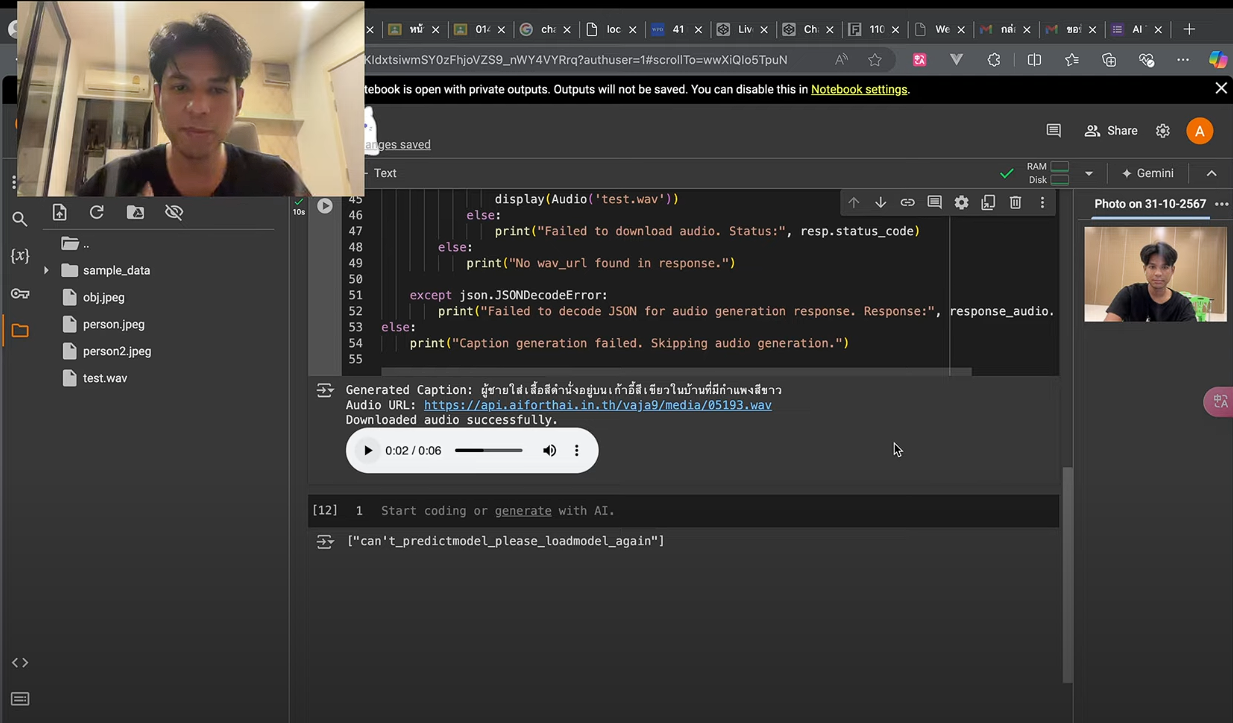 หน้
014
cha
loc
41
Live
Cha
110
We
กล่
ขอ
AI
KldxtsiwmSY0zFhjoVZS9_nWY4VYRrq?authuser=1#scrollTo=wwXiQIo5TpuN
tebook is open with private outputs. Outputs will not be saved. You can disable this in Notebook settings.
anges saved
Share
A
Text
RAM
Disk
Gemini
10s
Photo on 31-10-2567
..
sample_data
obj.jpeg
person.jpeg
person2.jpeg
test.wav
45 display(Audio('test.wav'))
46 else:
47 print("Failed to download audio. Status:", resp.status_code)
48 else:
49 print("No wav_url found in response.")
50
51 except json.JSONDecodeError:
52 print("Failed to decode JSON for audio generation response. Response:", response_audio.
53 else:
54 print("Caption generation failed. Skipping audio generation.")
55
Generated Caption: ผู้ชายใส่เสื้อสีดำนั่งอยู่บนเก้าอี้สีเขียวในบ้านที่มีกำแพงสีขาว
Audio URL: https://api.aiforthai.in.th/vaja9/media/05193.wav
Downloaded audio successfully.
0:02 / 0:06
[12] 1 Start coding or generate with AI.
["can't_predictmodel_please_loadmodel_again"]